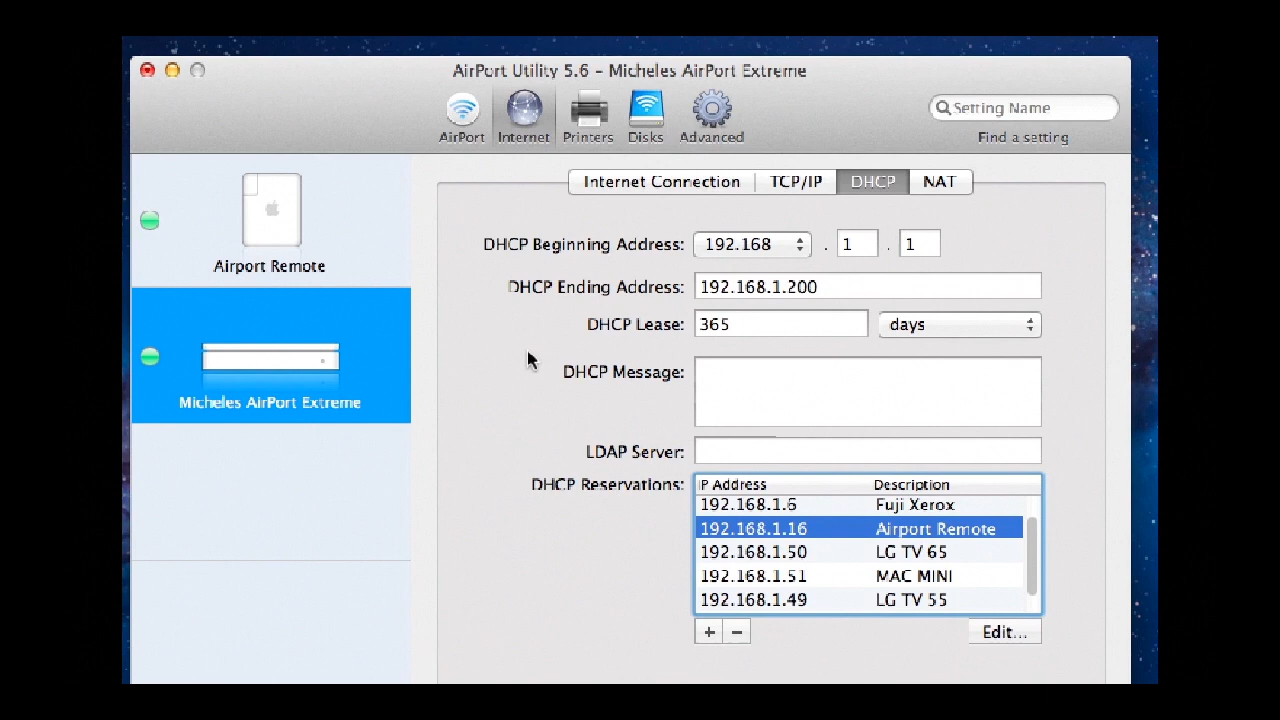 AirPort Utility 5.6 – Micheles AirPort Extreme
AirPort Internet Printers Disks Advanced
Setting Name
Find a setting
Airport Remote
Micheles AirPort Extreme
Internet Connection TCP/IP DHCP NAT
DHCP Beginning Address: 192.168 . 1 . 1
DHCP Ending Address: 192.168.1.200
DHCP Lease: 365 days
DHCP Message:
LDAP Server:
DHCP Reservations: IP Address Description
192.168.1.6 Fuji Xerox
192.168.1.16 Airport Remote
192.168.1.50 LG TV 65
192.168.1.51 MAC MINI
192.168.1.49 LG TV 55
+ − Edit...